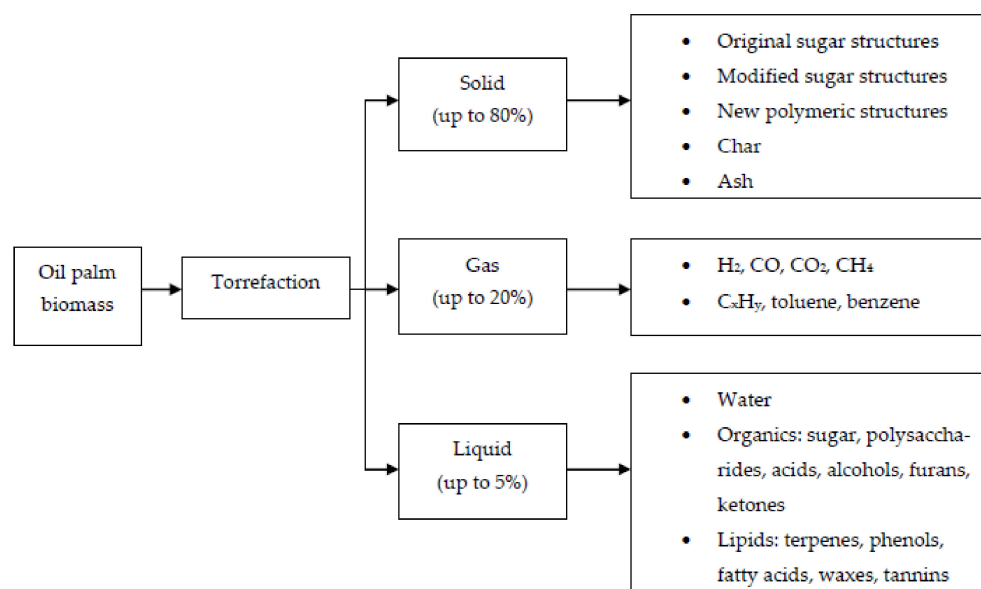 Oil palm
biomass
Torrefaction
Solid
(up to 80%)
• Original sugar structures
• Modified sugar structures
• New polymeric structures
• Char
• Ash
Gas
(up to 20%)
• H₂, CO, CO₂, CH₄
• CₓHᵧ, toluene, benzene
Liquid
(up to 5%)
• Water
• Organics: sugar, polysaccha-
rides, acids, alcohols, furans,
ketones
• Lipids: terpenes, phenols,
fatty acids, waxes, tannins